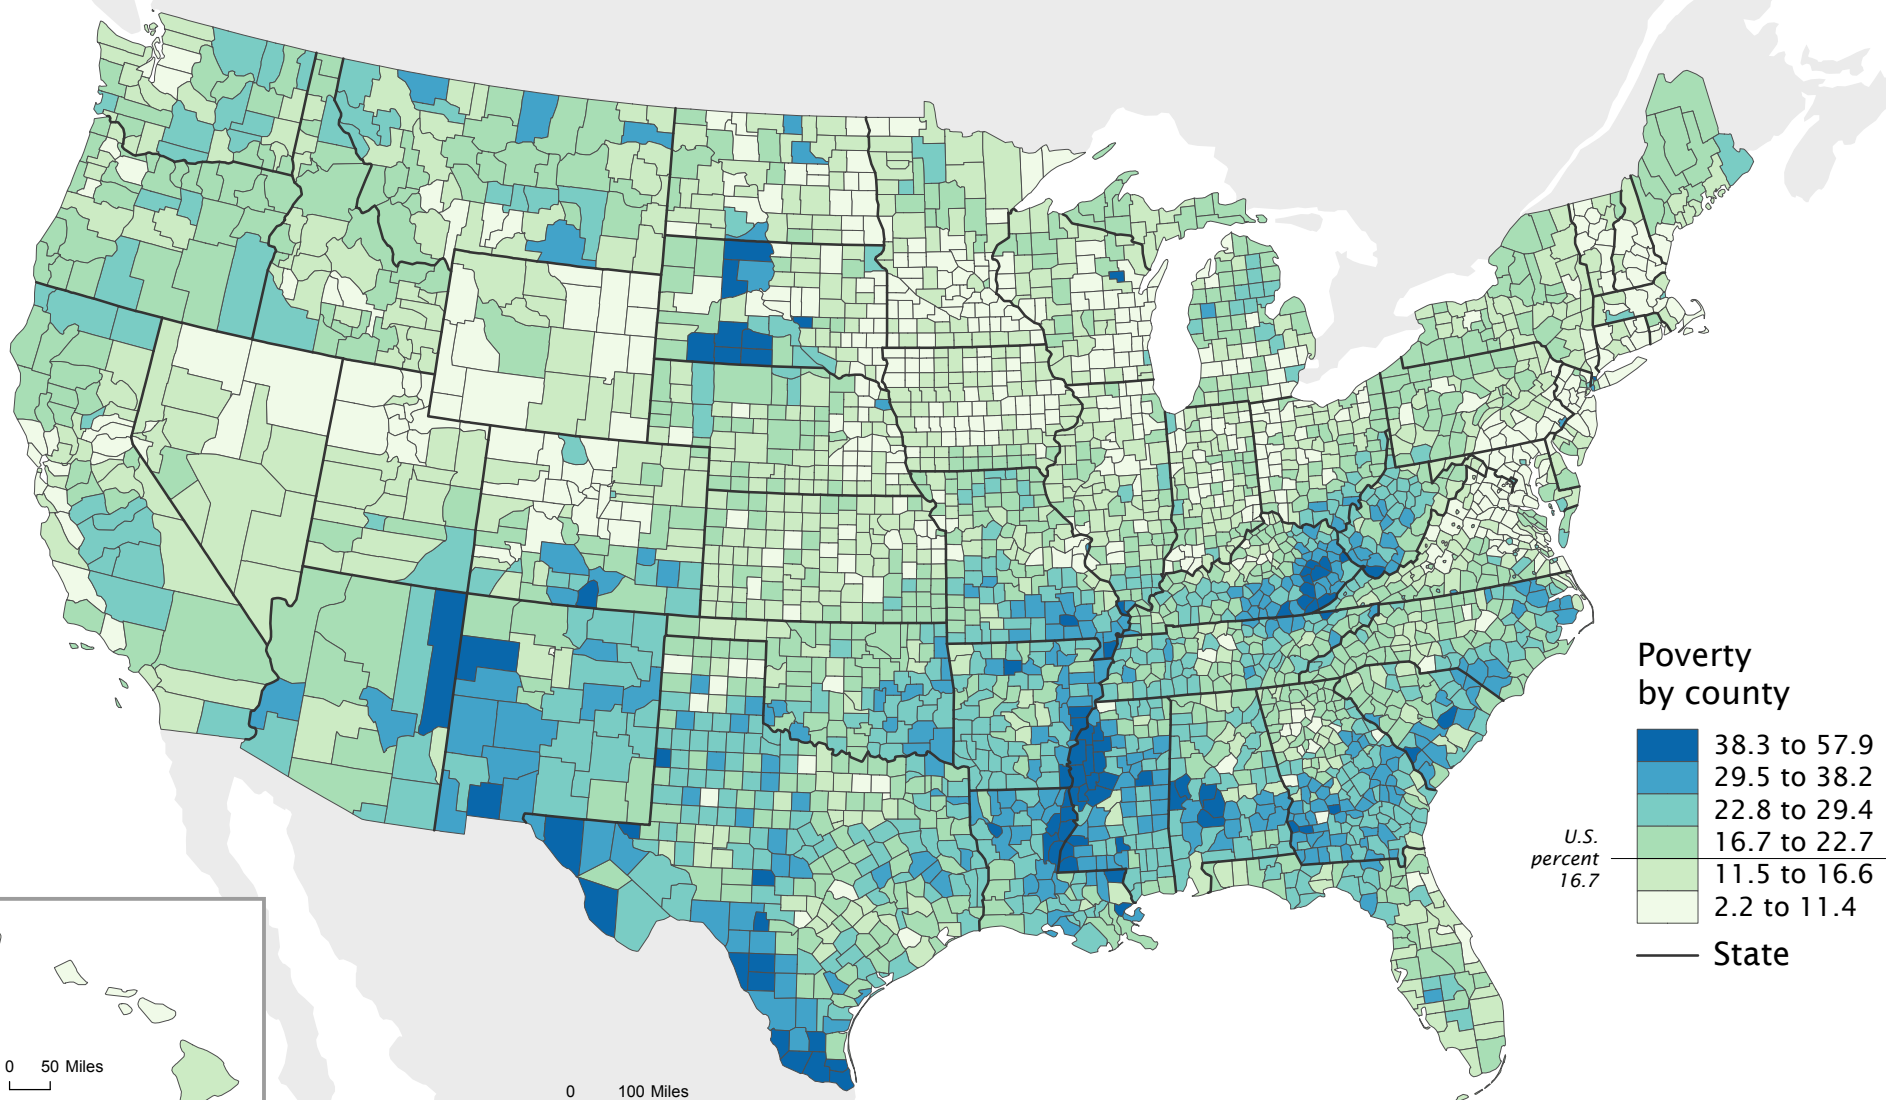 Poverty
by county
38.3 to 57.9
29.5 to 38.2
22.8 to 29.4
16.7 to 22.7
11.5 to 16.6
2.2 to 11.4
State
U.S.
percent
16.7
0 50 Miles
0 100 Miles